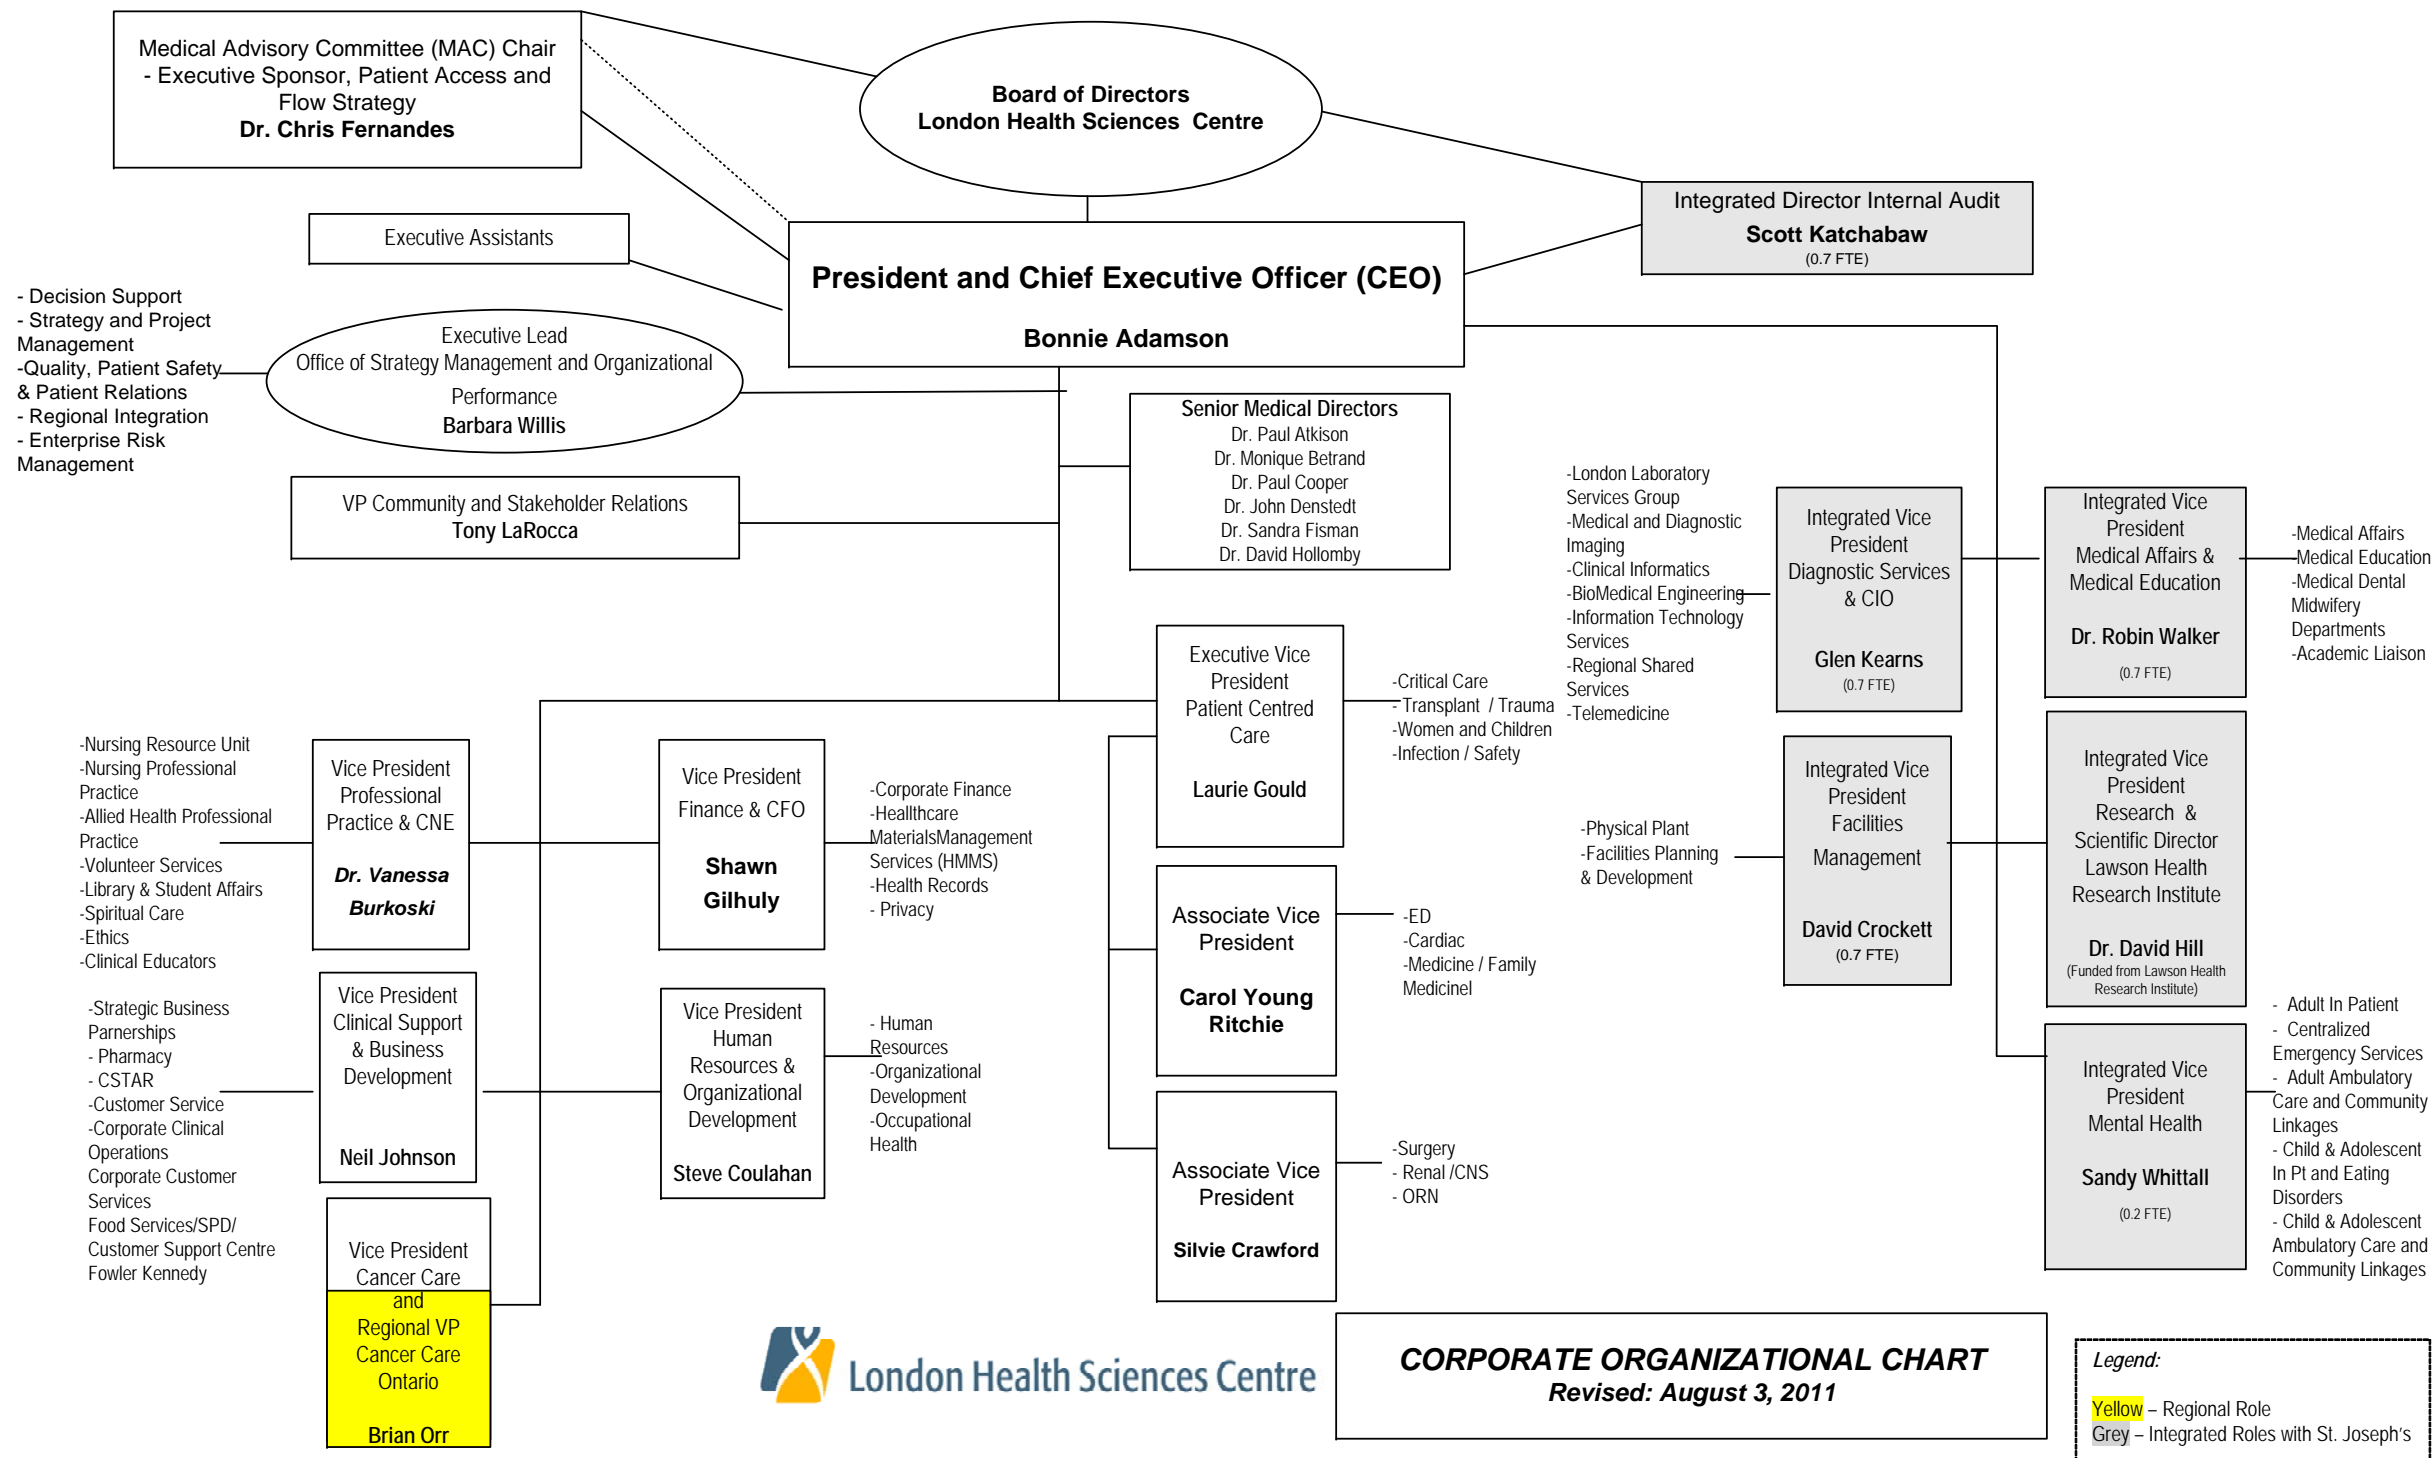 Medical Advisory Committee (MAC) Chair
- Executive Sponsor, Patient Access and
Flow Strategy
Dr. Chris Fernandes
Board of Directors
London Health Sciences Centre
Integrated Director Internal Audit
Scott Katchabaw
(0.7 FTE)
Executive Assistants
President and Chief Executive Officer (CEO)
Bonnie Adamson
- Decision Support
- Strategy and Project
Management
-Quality, Patient Safety
& Patient Relations
- Regional Integration
- Enterprise Risk
Management
Executive Lead
Office of Strategy Management and Organizational
Performance
Barbara Willis
Senior Medical Directors
Dr. Paul Atkison
Dr. Monique Betrand
Dr. Paul Cooper
Dr. John Denstedt
Dr. Sandra Fisman
Dr. David Hollomby
VP Community and Stakeholder Relations
Tony LaRocca
-London Laboratory
Services Group
-Medical and Diagnostic
Imaging
-Clinical Informatics
-BioMedical Engineering
-Information Technology
Services
-Regional Shared
Services
-Telemedicine
Integrated Vice
President
Diagnostic Services
& CIO
Glen Kearns
(0.7 FTE)
Integrated Vice
President
Medical Affairs &
Medical Education
Dr. Robin Walker
(0.7 FTE)
-Medical Affairs
-Medical Education
-Medical Dental
Midwifery
Departments
-Academic Liaison
Executive Vice
President
Patient Centred
Care
Laurie Gould
-Critical Care
- Transplant / Trauma
-Women and Children
-Infection / Safety
-Nursing Resource Unit
-Nursing Professional
Practice
-Allied Health Professional
Practice
-Volunteer Services
-Library & Student Affairs
-Spiritual Care
-Ethics
-Clinical Educators
Vice President
Professional
Practice & CNE
Dr. Vanessa
Burkoski
Vice President
Finance & CFO
Shawn
Gilhuly
-Corporate Finance
-Heallthcare
MaterialsManagement
Services (HMMS)
-Health Records
- Privacy
-Physical Plant
-Facilities Planning
& Development
Integrated Vice
President
Facilities
Management
David Crockett
(0.7 FTE)
Integrated Vice
President
Research &
Scientific Director
Lawson Health
Research Institute
Dr. David Hill
(Funded from Lawson Health
Research Institute)
Associate Vice
President
Carol Young
Ritchie
-ED
-Cardiac
-Medicine / Family
Medicinel
-Strategic Business
Parnerships
- Pharmacy
- CSTAR
-Customer Service
-Corporate Clinical
Operations
Corporate Customer
Services
Food Services/SPD/
Customer Support Centre
Fowler Kennedy
Vice President
Clinical Support
& Business
Development
Neil Johnson
Vice President
Human
Resources &
Organizational
Development
Steve Coulahan
- Human
Resources
-Organizational
Development
-Occupational
Health
Associate Vice
President
Silvie Crawford
-Surgery
- Renal /CNS
- ORN
Integrated Vice
President
Mental Health
Sandy Whittall
(0.2 FTE)
- Adult In Patient
- Centralized
Emergency Services
- Adult Ambulatory
Care and Community
Linkages
- Child & Adolescent
In Pt and Eating
Disorders
- Child & Adolescent
Ambulatory Care and
Community Linkages
Vice President
Cancer Care
and
Regional VP
Cancer Care
Ontario
Brian Orr
London Health Sciences Centre
CORPORATE ORGANIZATIONAL CHART
Revised: August 3, 2011
Legend:
Yellow – Regional Role
Grey – Integrated Roles with St. Joseph's